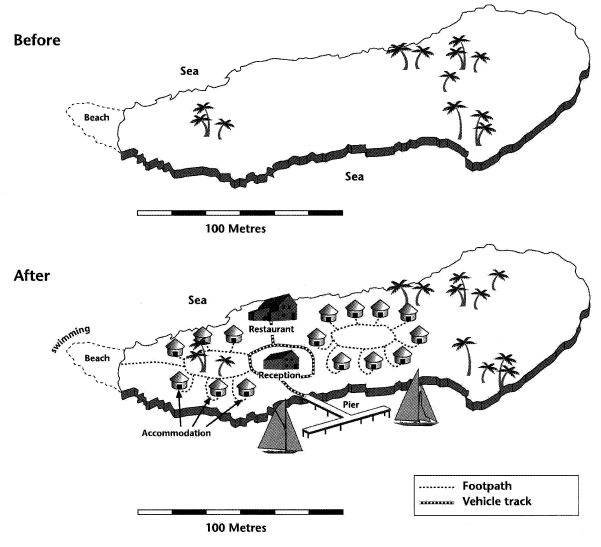 Before
Sea
Beach
Sea
100 Metres
After
Sea
swimming
Restaurant
Beach
Reception
Pier
Accommodation
Footpath
Vehicle track
100 Metres